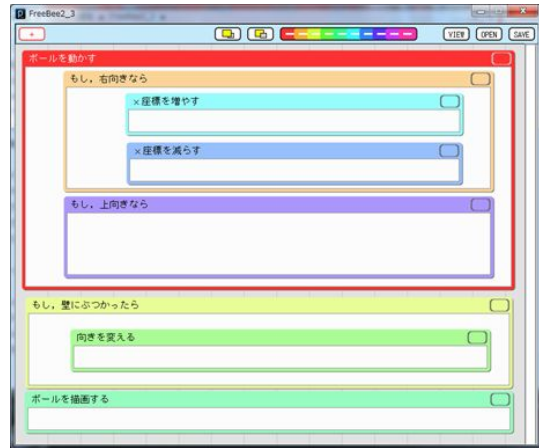 FreeBee2_3
+
VIEW OPEN SAVE
ボールを動かす
もし，右向きなら
x座標を増やす
x座標を減らす
もし，上向きなら
もし，壁にぶつかったら
向きを変える
ボールを描画する